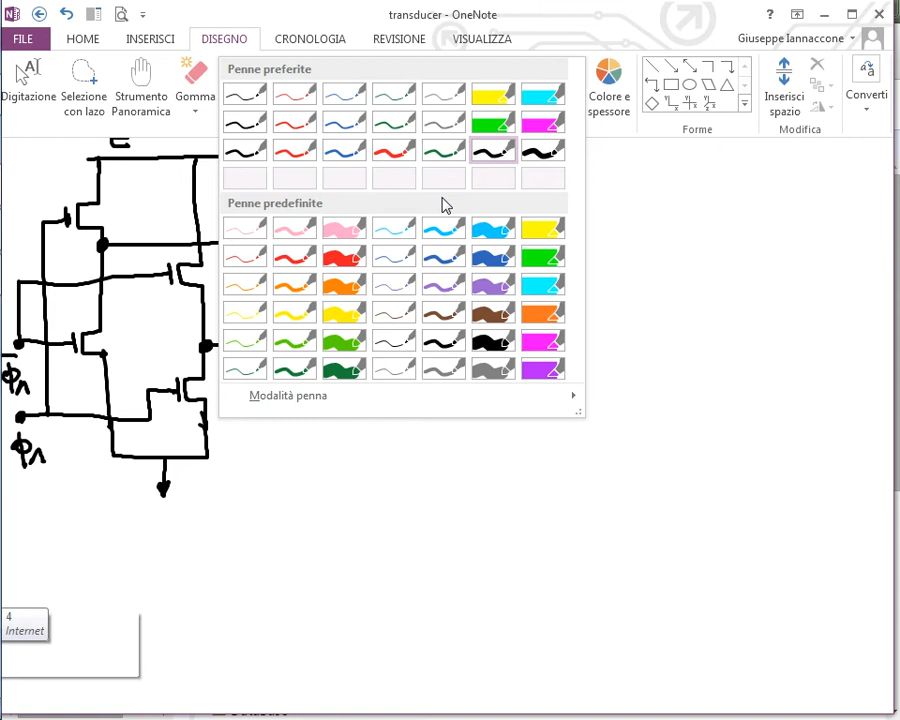 transducer - OneNote
FILE HOME INSERISCI DISEGNO CRONOLOGIA REVISIONE VISUALIZZA Giuseppe Iannaccone
Digitazione
Selezione
con lazo
Strumento
Panoramica
Gomma
Penne preferite
Penne predefinite
Modalità penna
Colore e
spessore
Forme
Inserisci
spazio
Modifica
Converti
E
ϕ1
ϕ1
4
Internet